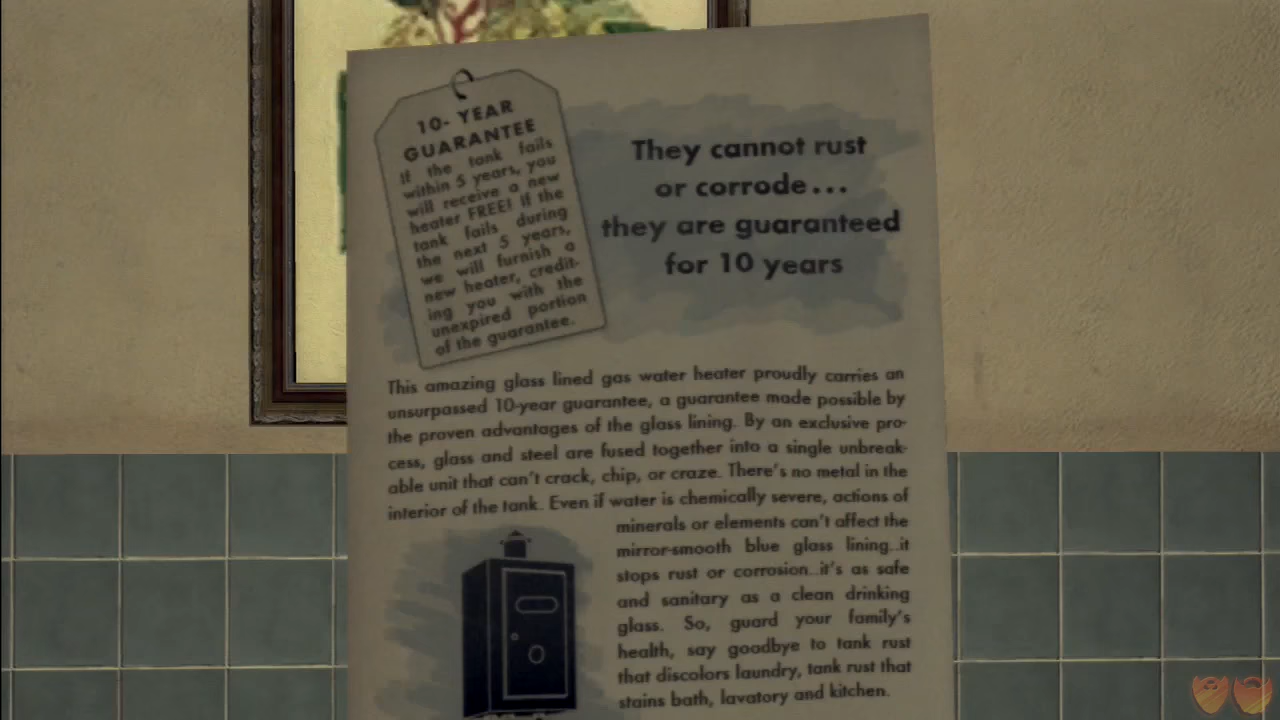 10- YEAR
GUARANTEE
If the tank fails
within 5 years, you
will receive a new
heater FREE! If the
tank fails during
the next 5 years,
we will furnish a
new heater, credit-
ing you with the
unexpired portion
of the guarantee.
They cannot rust
or corrode...
they are guaranteed
for 10 years
This amazing glass lined gas water heater proudly carries an
unsurpassed 10-year guarantee, a guarantee made possible by
the proven advantages of the glass lining. By an exclusive pro-
cess, glass and steel are fused together into a single unbreak-
able unit that can't crack, chip, or craze. There's no metal in the
interior of the tank. Even if water is chemically severe, actions of
minerals or elements can't affect the
mirror-smooth blue glass lining..it
stops rust or corrosion..it's as safe
and sanitary as a clean drinking
glass. So, guard your family's
health, say goodbye to tank rust
that discolors laundry, tank rust that
stains bath, lavatory and kitchen.